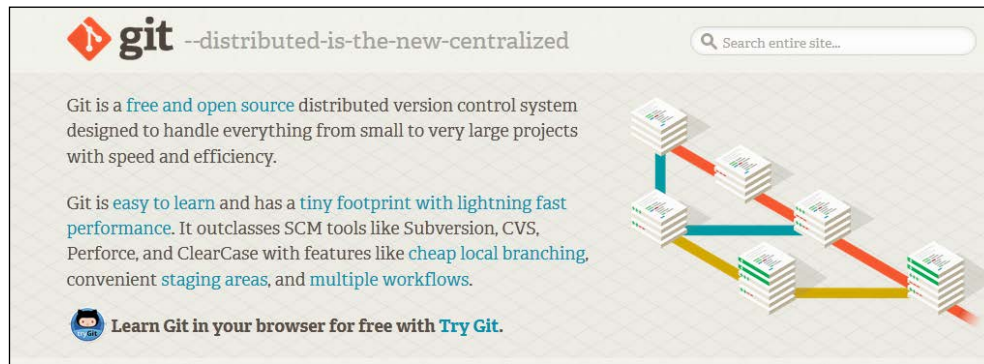 git --distributed-is-the-new-centralized
Search entire site...
Git is a free and open source distributed version control system
designed to handle everything from small to very large projects
with speed and efficiency.
Git is easy to learn and has a tiny footprint with lightning fast
performance. It outclasses SCM tools like Subversion, CVS,
Perforce, and ClearCase with features like cheap local branching,
convenient staging areas, and multiple workflows.
Learn Git in your browser for free with Try Git.